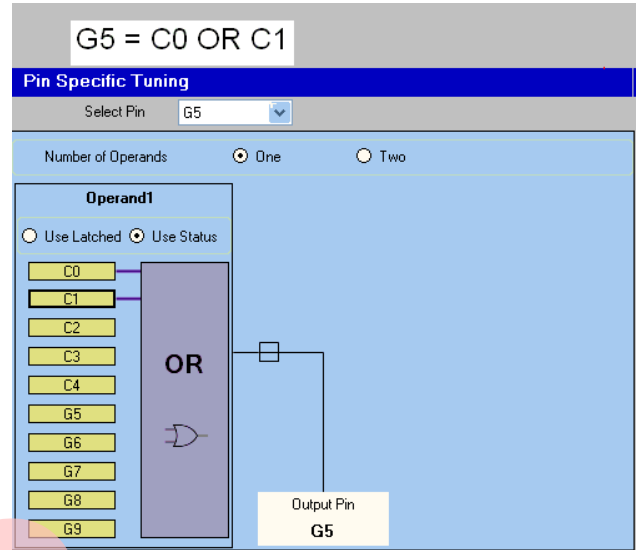 G5 = C0 OR C1
Pin Specific Tuning
Select Pin G5
Number of Operands One Two
Operand1
Use Latched Use Status
C0
C1
C2
C3
C4
G5
G6
G7
G8
G9
OR
Output Pin
G5